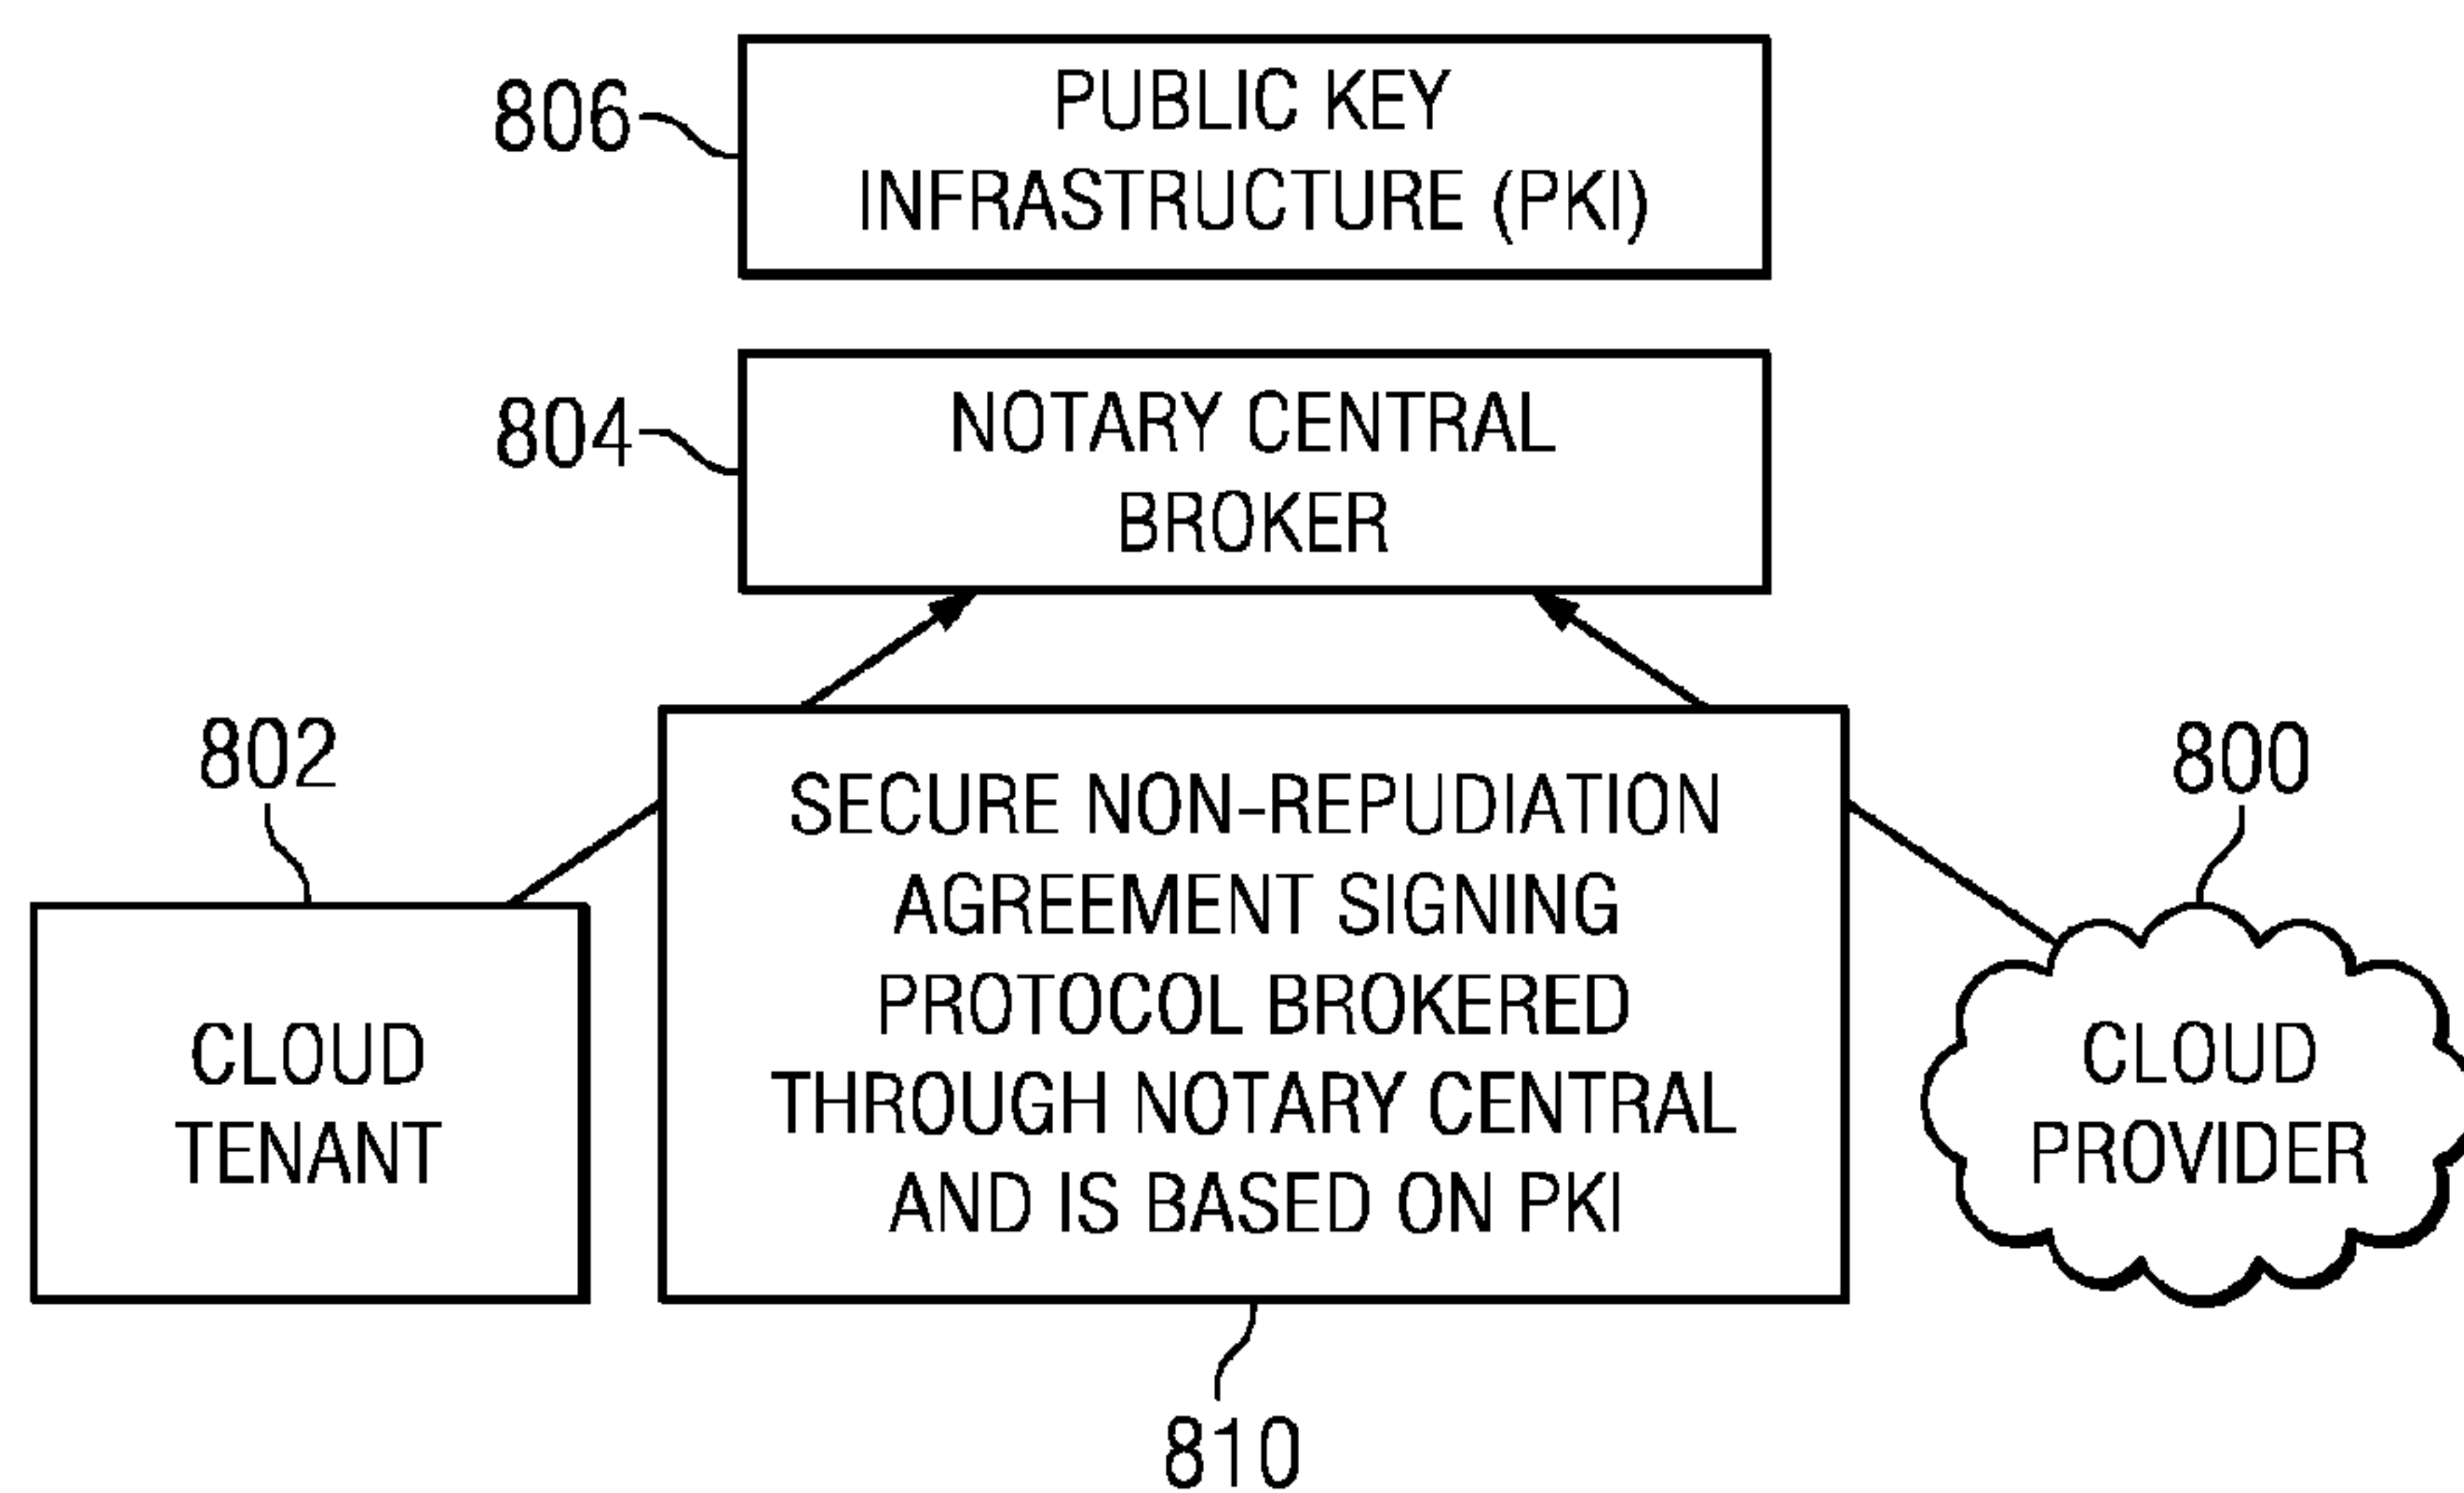 806
PUBLIC KEY
INFRASTRUCTURE (PKI)
804
NOTARY CENTRAL
BROKER
802
CLOUD
TENANT
SECURE NON-REPUDIATION
AGREEMENT SIGNING
PROTOCOL BROKERED
THROUGH NOTARY CENTRAL
AND IS BASED ON PKI
810
800
CLOUD
PROVIDER